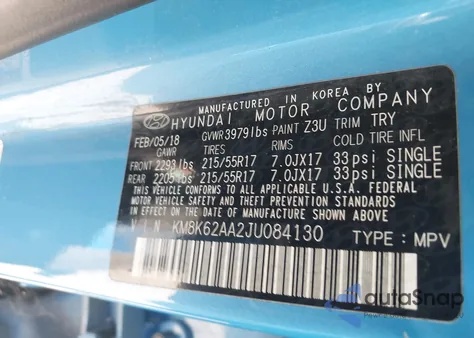 MANUFACTURED IN KOREA BY
HYUNDAI MOTOR COMPANY
FEB/05/18 GVWR 3979 lbs PAINT Z3U TRIM TRY
GAWR TIRES RIMS COLD TIRE INFL
FRONT 2293 lbs 215/55R17 7.0JX17 33psi SINGLE
REAR 2205 lbs 215/55R17 7.0JX17 33psi SINGLE
THIS VEHICLE CONFORMS TO ALL APPLICABLE U.S.A. FEDERAL
MOTOR VEHICLE SAFETY, BUMPER, AND THEFT PREVENTION
STANDARDS IN EFFECT ON THE DATE OF MANUFACTURE SHOWN
ABOVE.
V I N : KM8K62AA2JU084130 TYPE : MPV
autaSnap